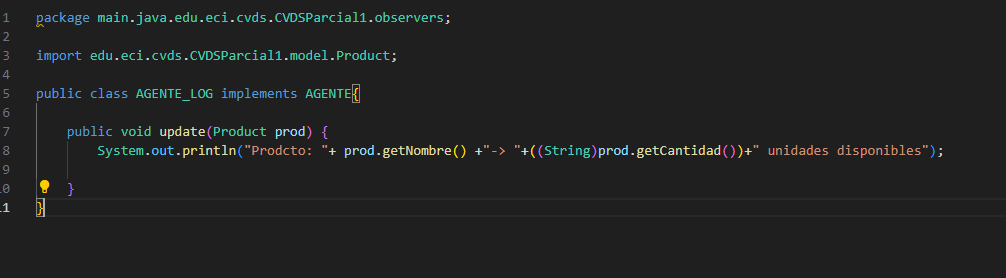 1 package main.java.edu.eci.cvds.CVDSParcial1.observers;
2
3 import edu.eci.cvds.CVDSParcial1.model.Product;
4
5 public class AGENTE_LOG implements AGENTE{
6
7 public void update(Product prod) {
8 System.out.println("Prodcto: "+ prod.getNombre() +"-> "+((String)prod.getCantidad())+" unidades disponibles");
9
10 }
11 }